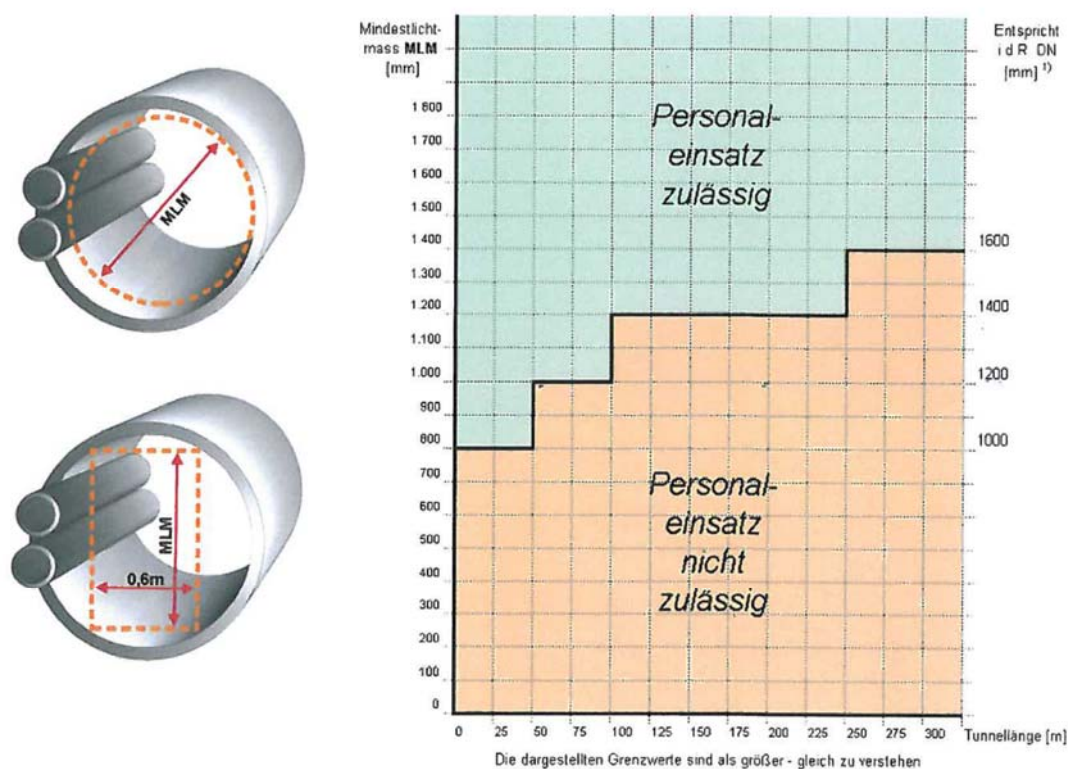 MLM
MLM
0,6m
Mindestlicht-
mass MLM
[mm]
1 800
1.700
1 600
1 500
1 400
1.300
1.200
1.100
1.000
900
800
700
600
500
400
300
200
100
0
Personal-
einsatz
zulässig
Personal-
einsatz
nicht
zulässig
Entspricht
i d R DN
[mm] 1)
1600
1400
1200
1000
0 25 50 75 100 125 150 175 200 225 250 250 300 Tunnellänge [m]
Die dargestellten Grenzwerte sind als größer - gleich zu verstehen